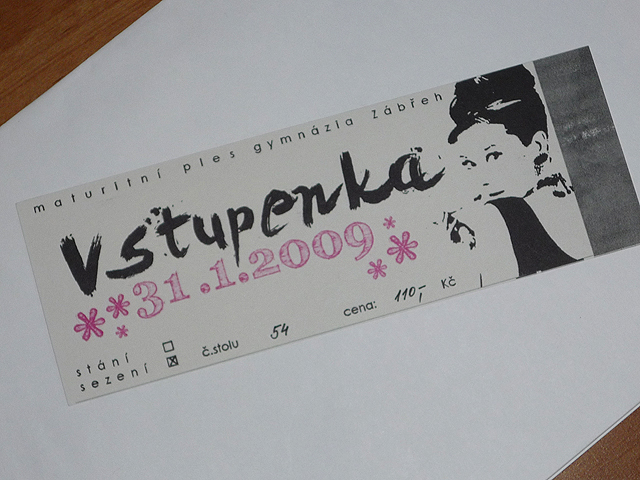 maturitní ples gymnázia Zábřeh
Vstupenka
31.1.2009
stání
sezení
č.stolu 54
cena: 110,- Kč